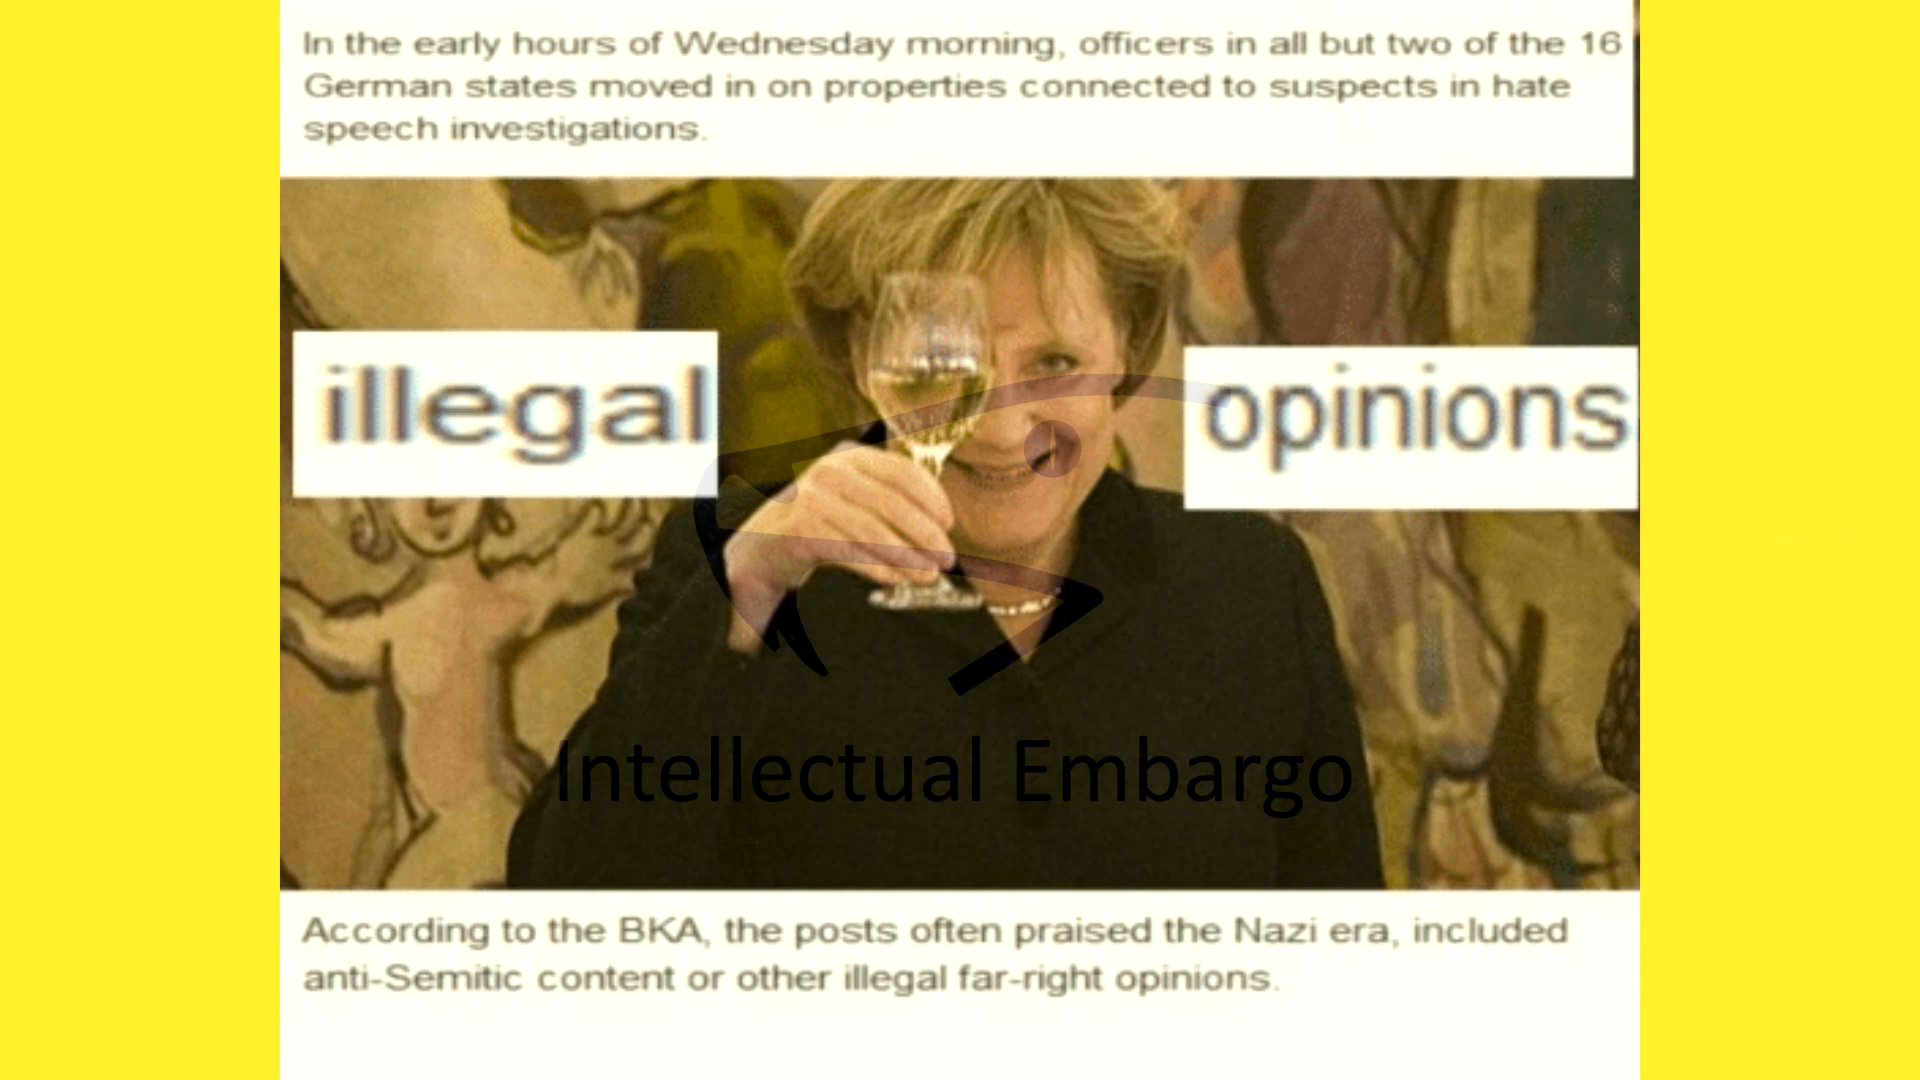 In the early hours of Wednesday morning, officers in all but two of the 16
German states moved in on properties connected to suspects in hate
speech investigations.
illegal
opinions
Intellectual Embargo
According to the BKA, the posts often praised the Nazi era, included
anti-Semitic content or other illegal far-right opinions.